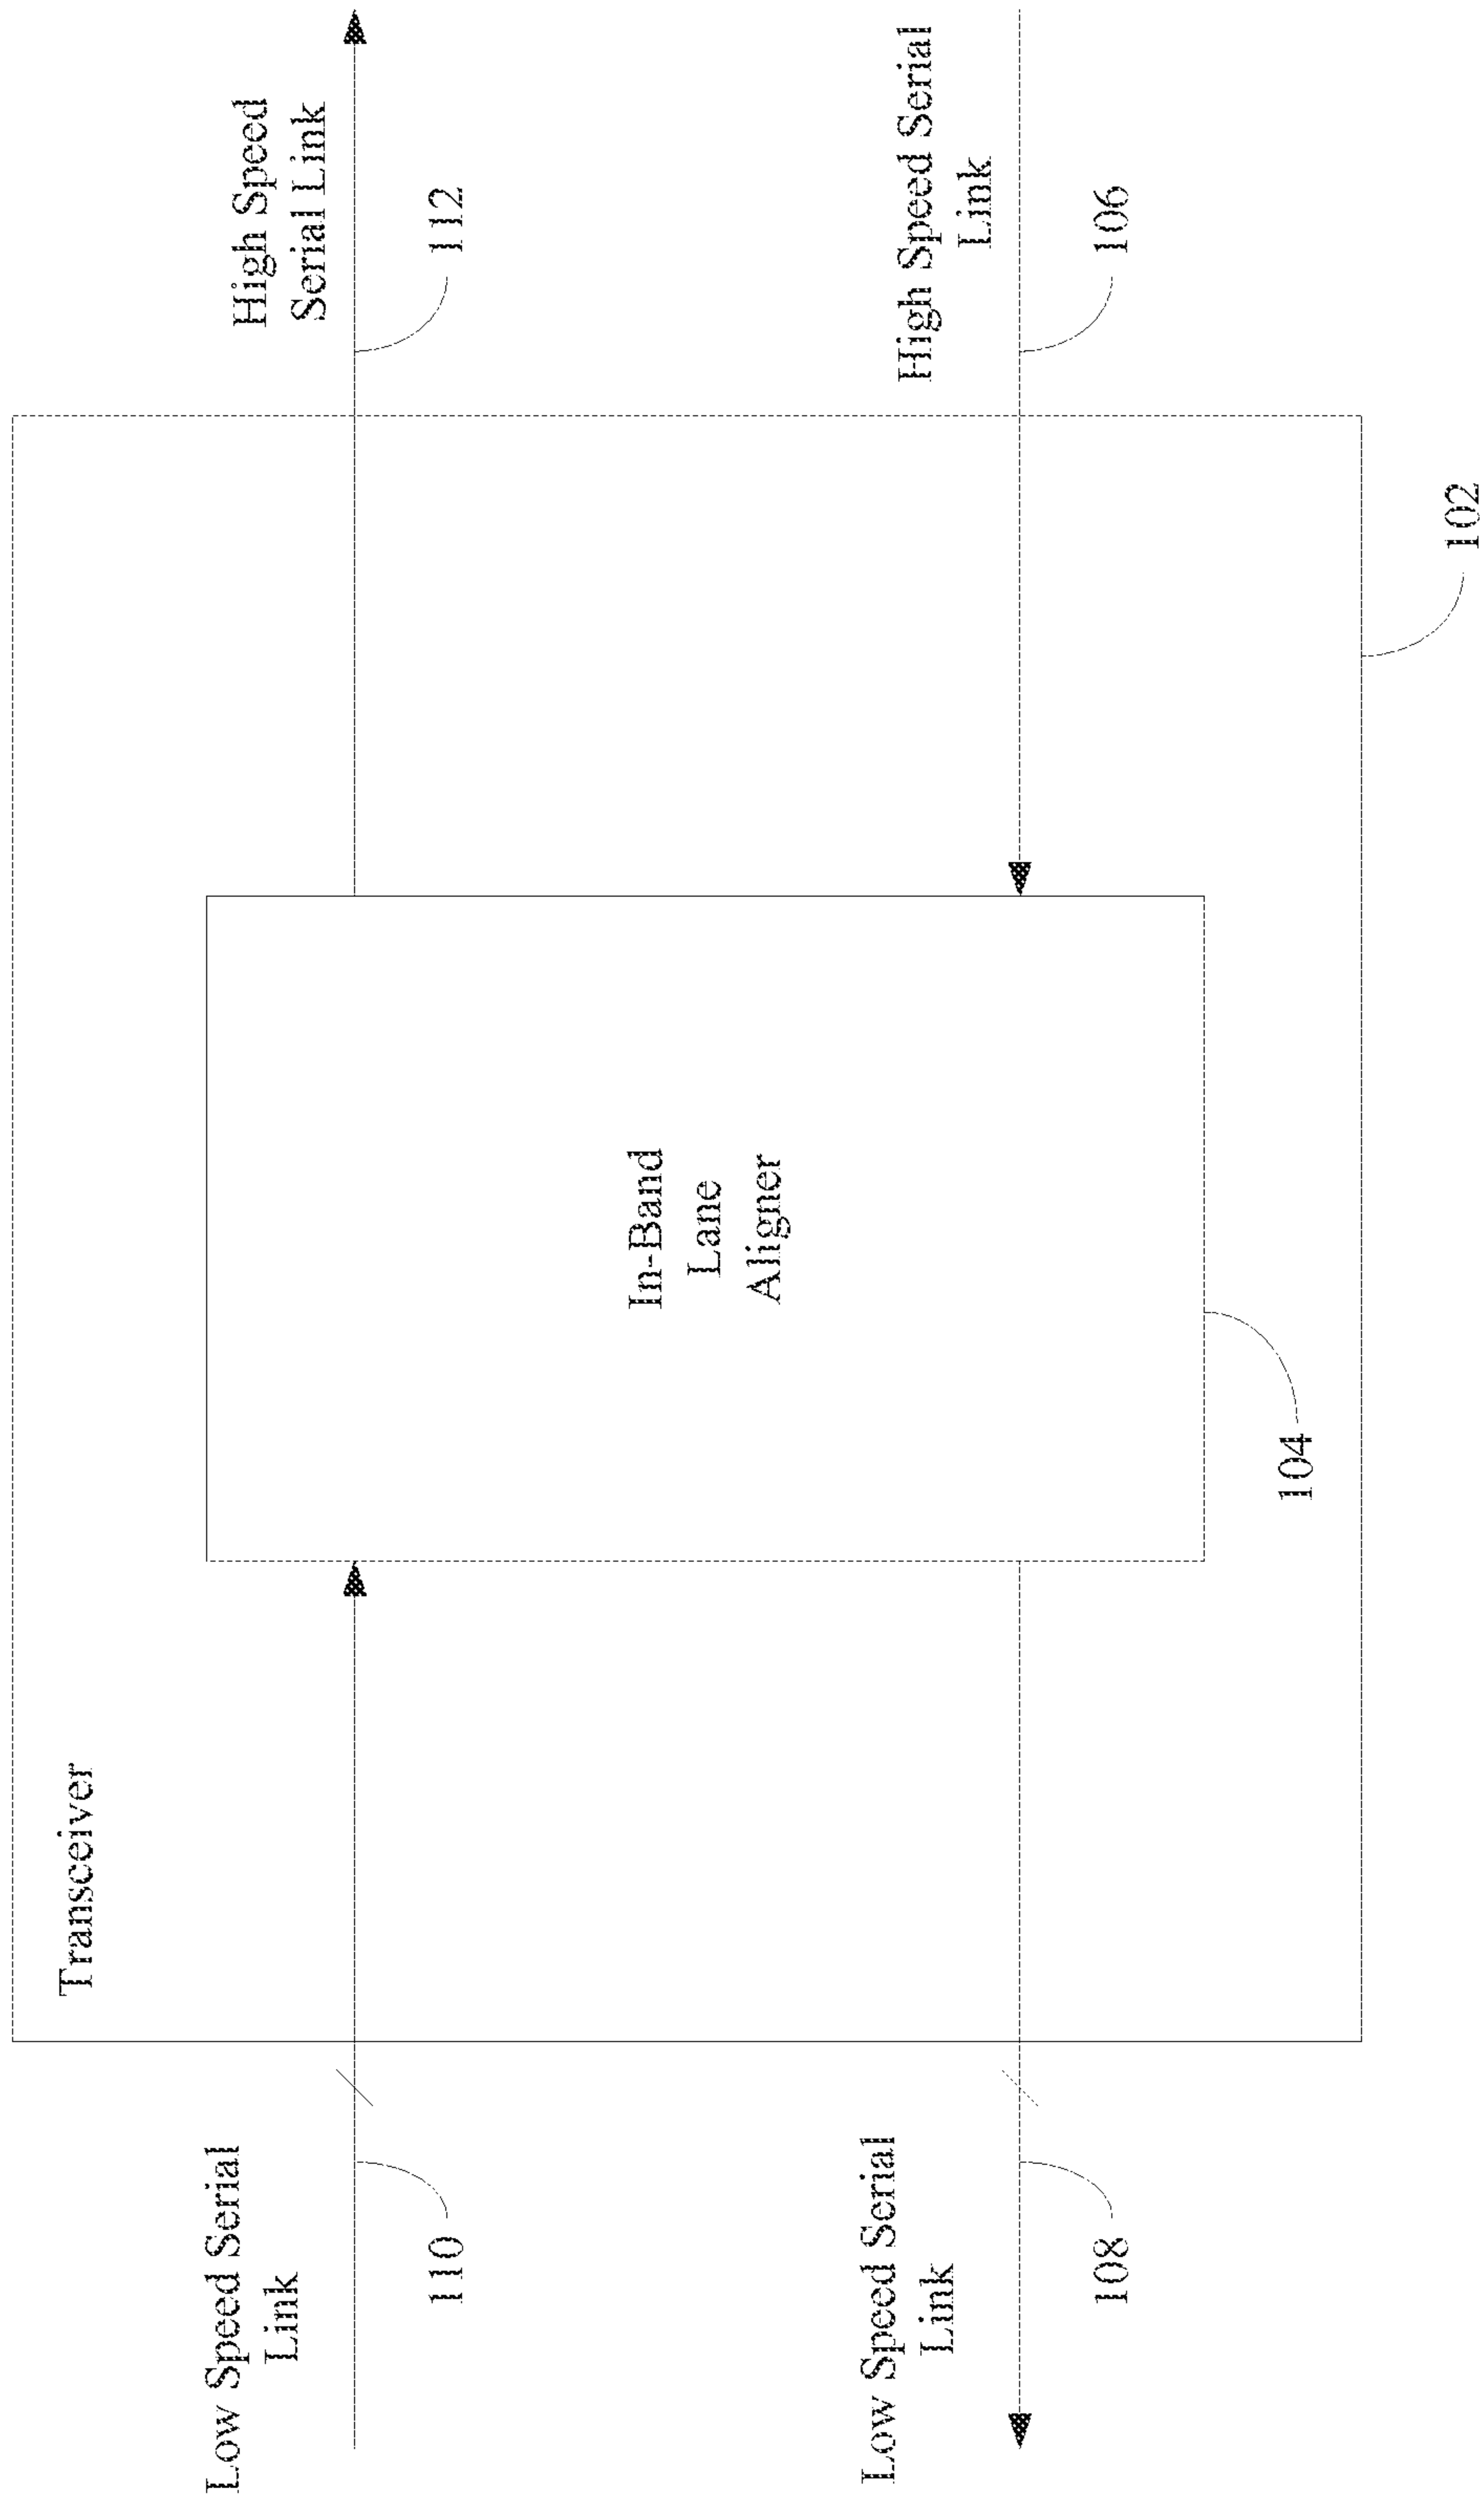 Transceiver
Low Speed Serial
Link
110
High Speed
Serial Link
112
In-Band
Lane
Aligner
Low Speed Serial
Link
108
High Speed Serial
Link
106
104
102